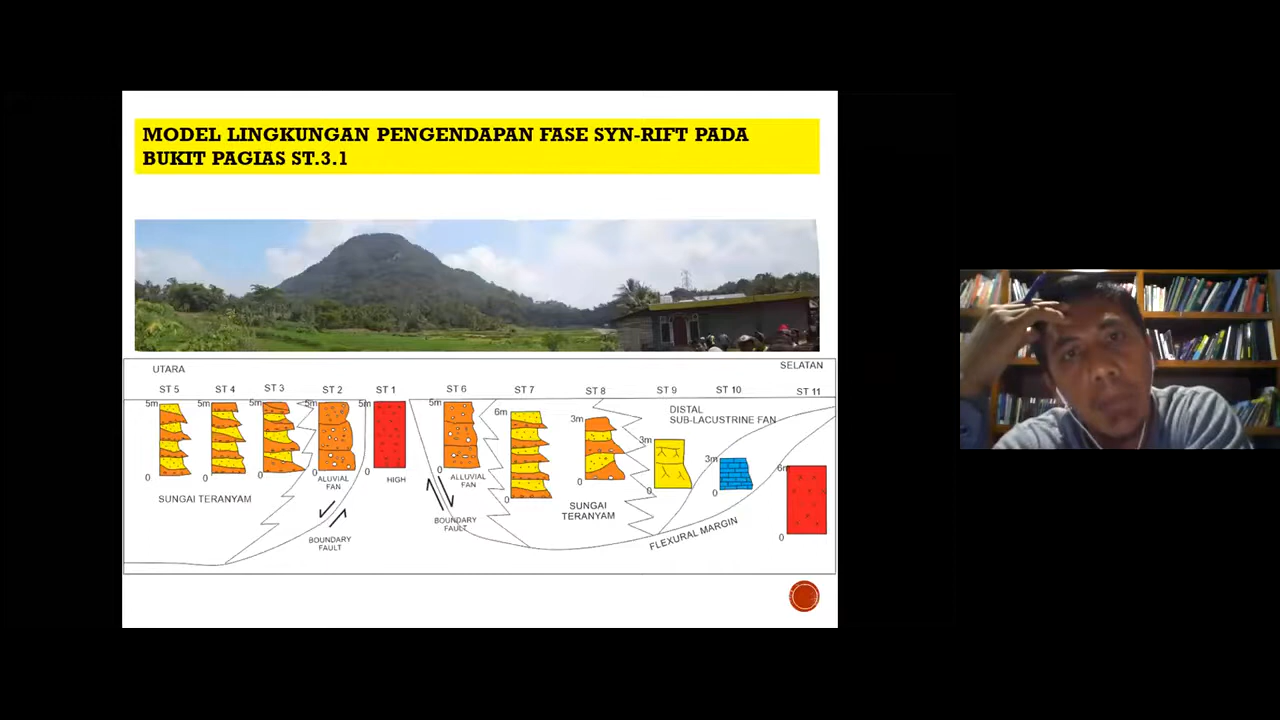 MODEL LINGKUNGAN PENGENDAPAN FASE SYN-RIFT PADA
BUKIT PAGIAS ST.3.1
UTARA
SELATAN
ST 5
ST 4
ST 3
ST 2
ST 1
ST 6
ST 7
ST 8
ST 9
ST 10
ST 11
5m
5m
5m
5m
5m
5m
6m
3m
3m
3m
6m
0
0
0
0
0
0
0
0
0
0
0
DISTAL
SUB-LACUSTRINE FAN
SUNGAI TERANYAM
ALUVIAL
FAN
HIGH
ALLUVIAL
FAN
SUNGAI
TERANYAM
BOUNDARY
FAULT
BOUNDARY
FAULT
FLEXURAL MARGIN